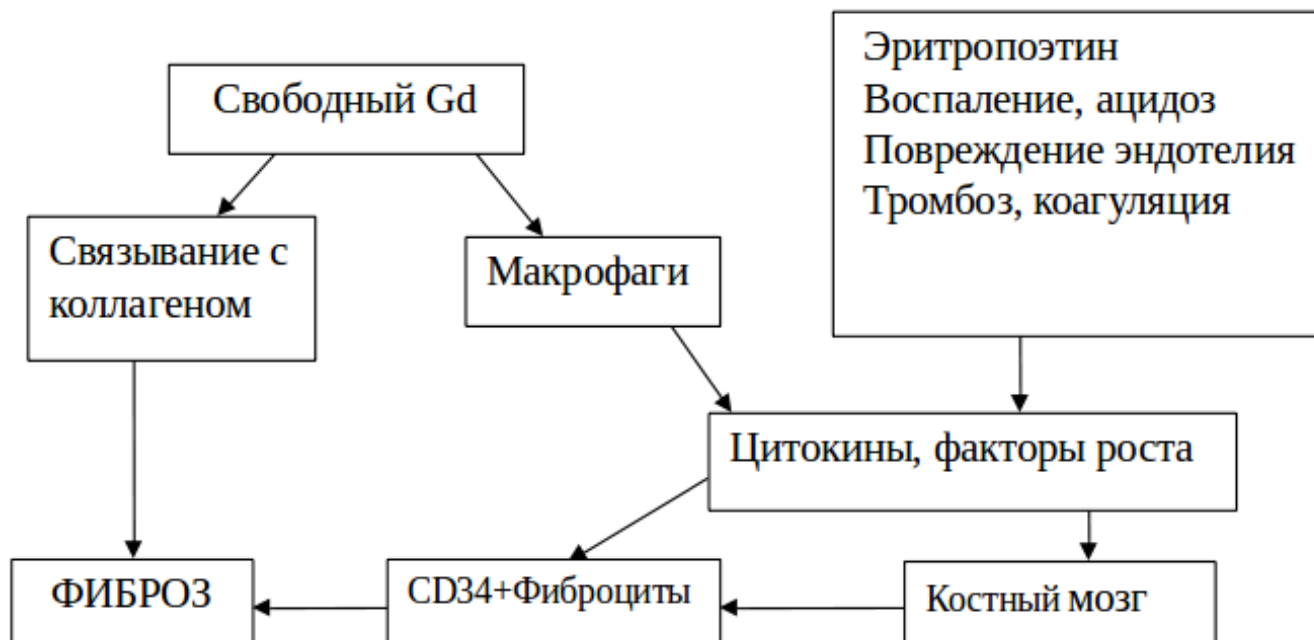 Свободный Gd
Эритропоэтин
Воспаление, ацидоз
Повреждение эндотелия
Тромбоз, коагуляция
Связывание с
коллагеном
Макрофаги
Цитокины, факторы роста
ФИБРОЗ
CD34+Фиброциты
Костный мозг